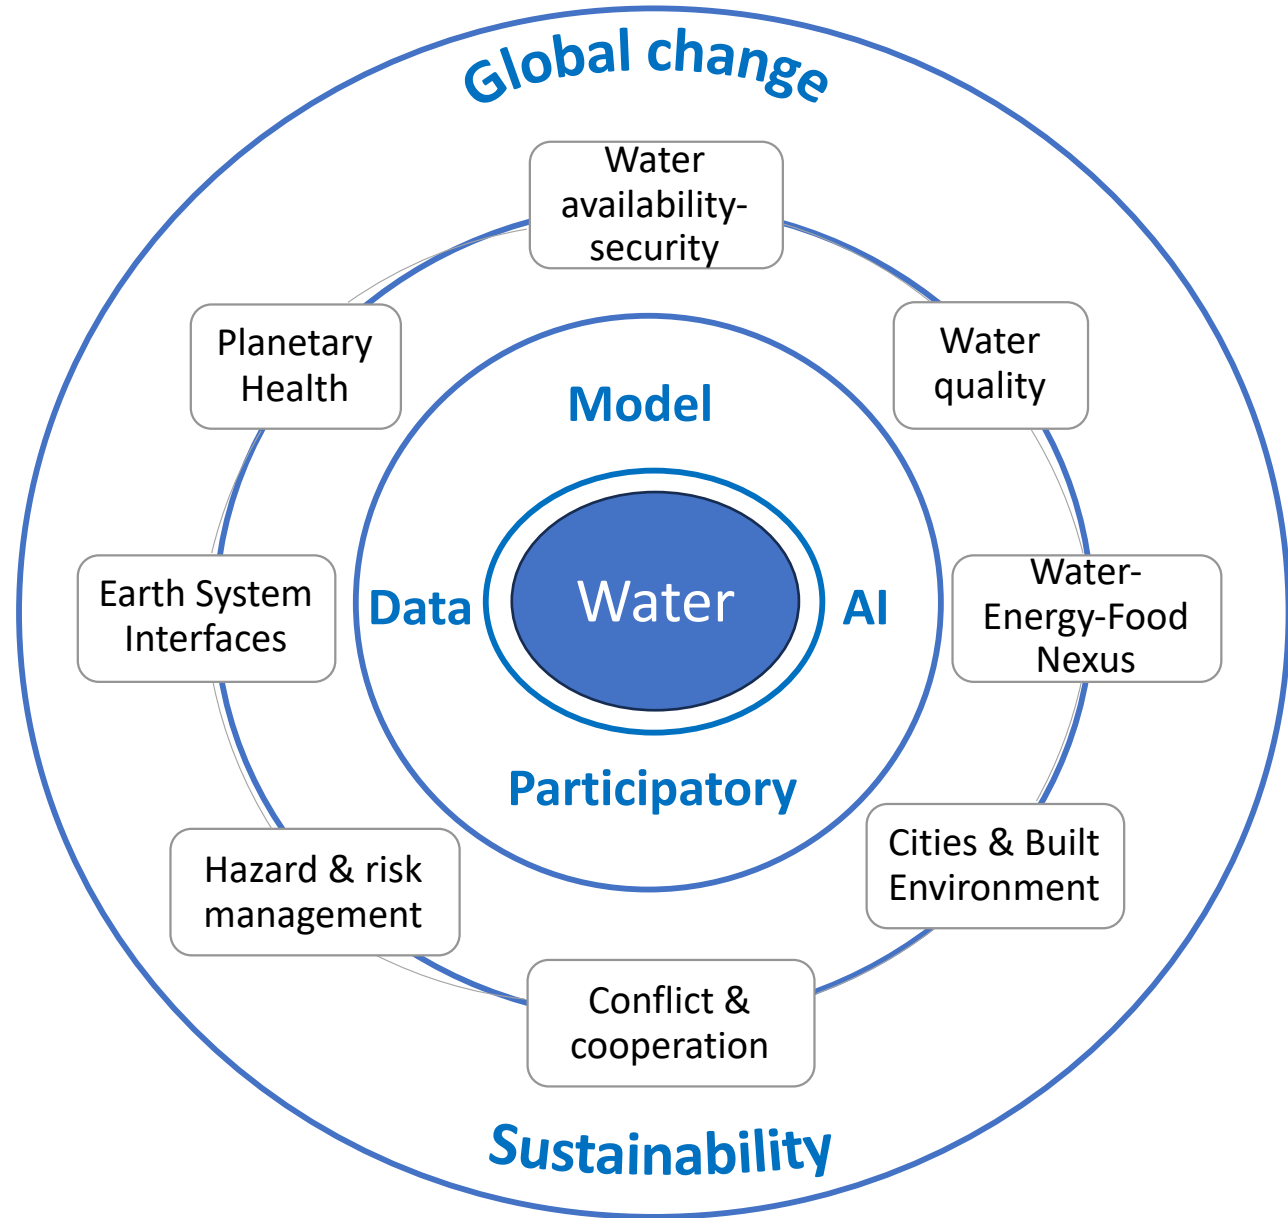 Global change
Water
availability-
security
Planetary
Health
Water
quality
Model
Earth System
Interfaces
Data
Water
AI
Water-
Energy-Food
Nexus
Participatory
Hazard & risk
management
Cities & Built
Environment
Conflict &
cooperation
Sustainability